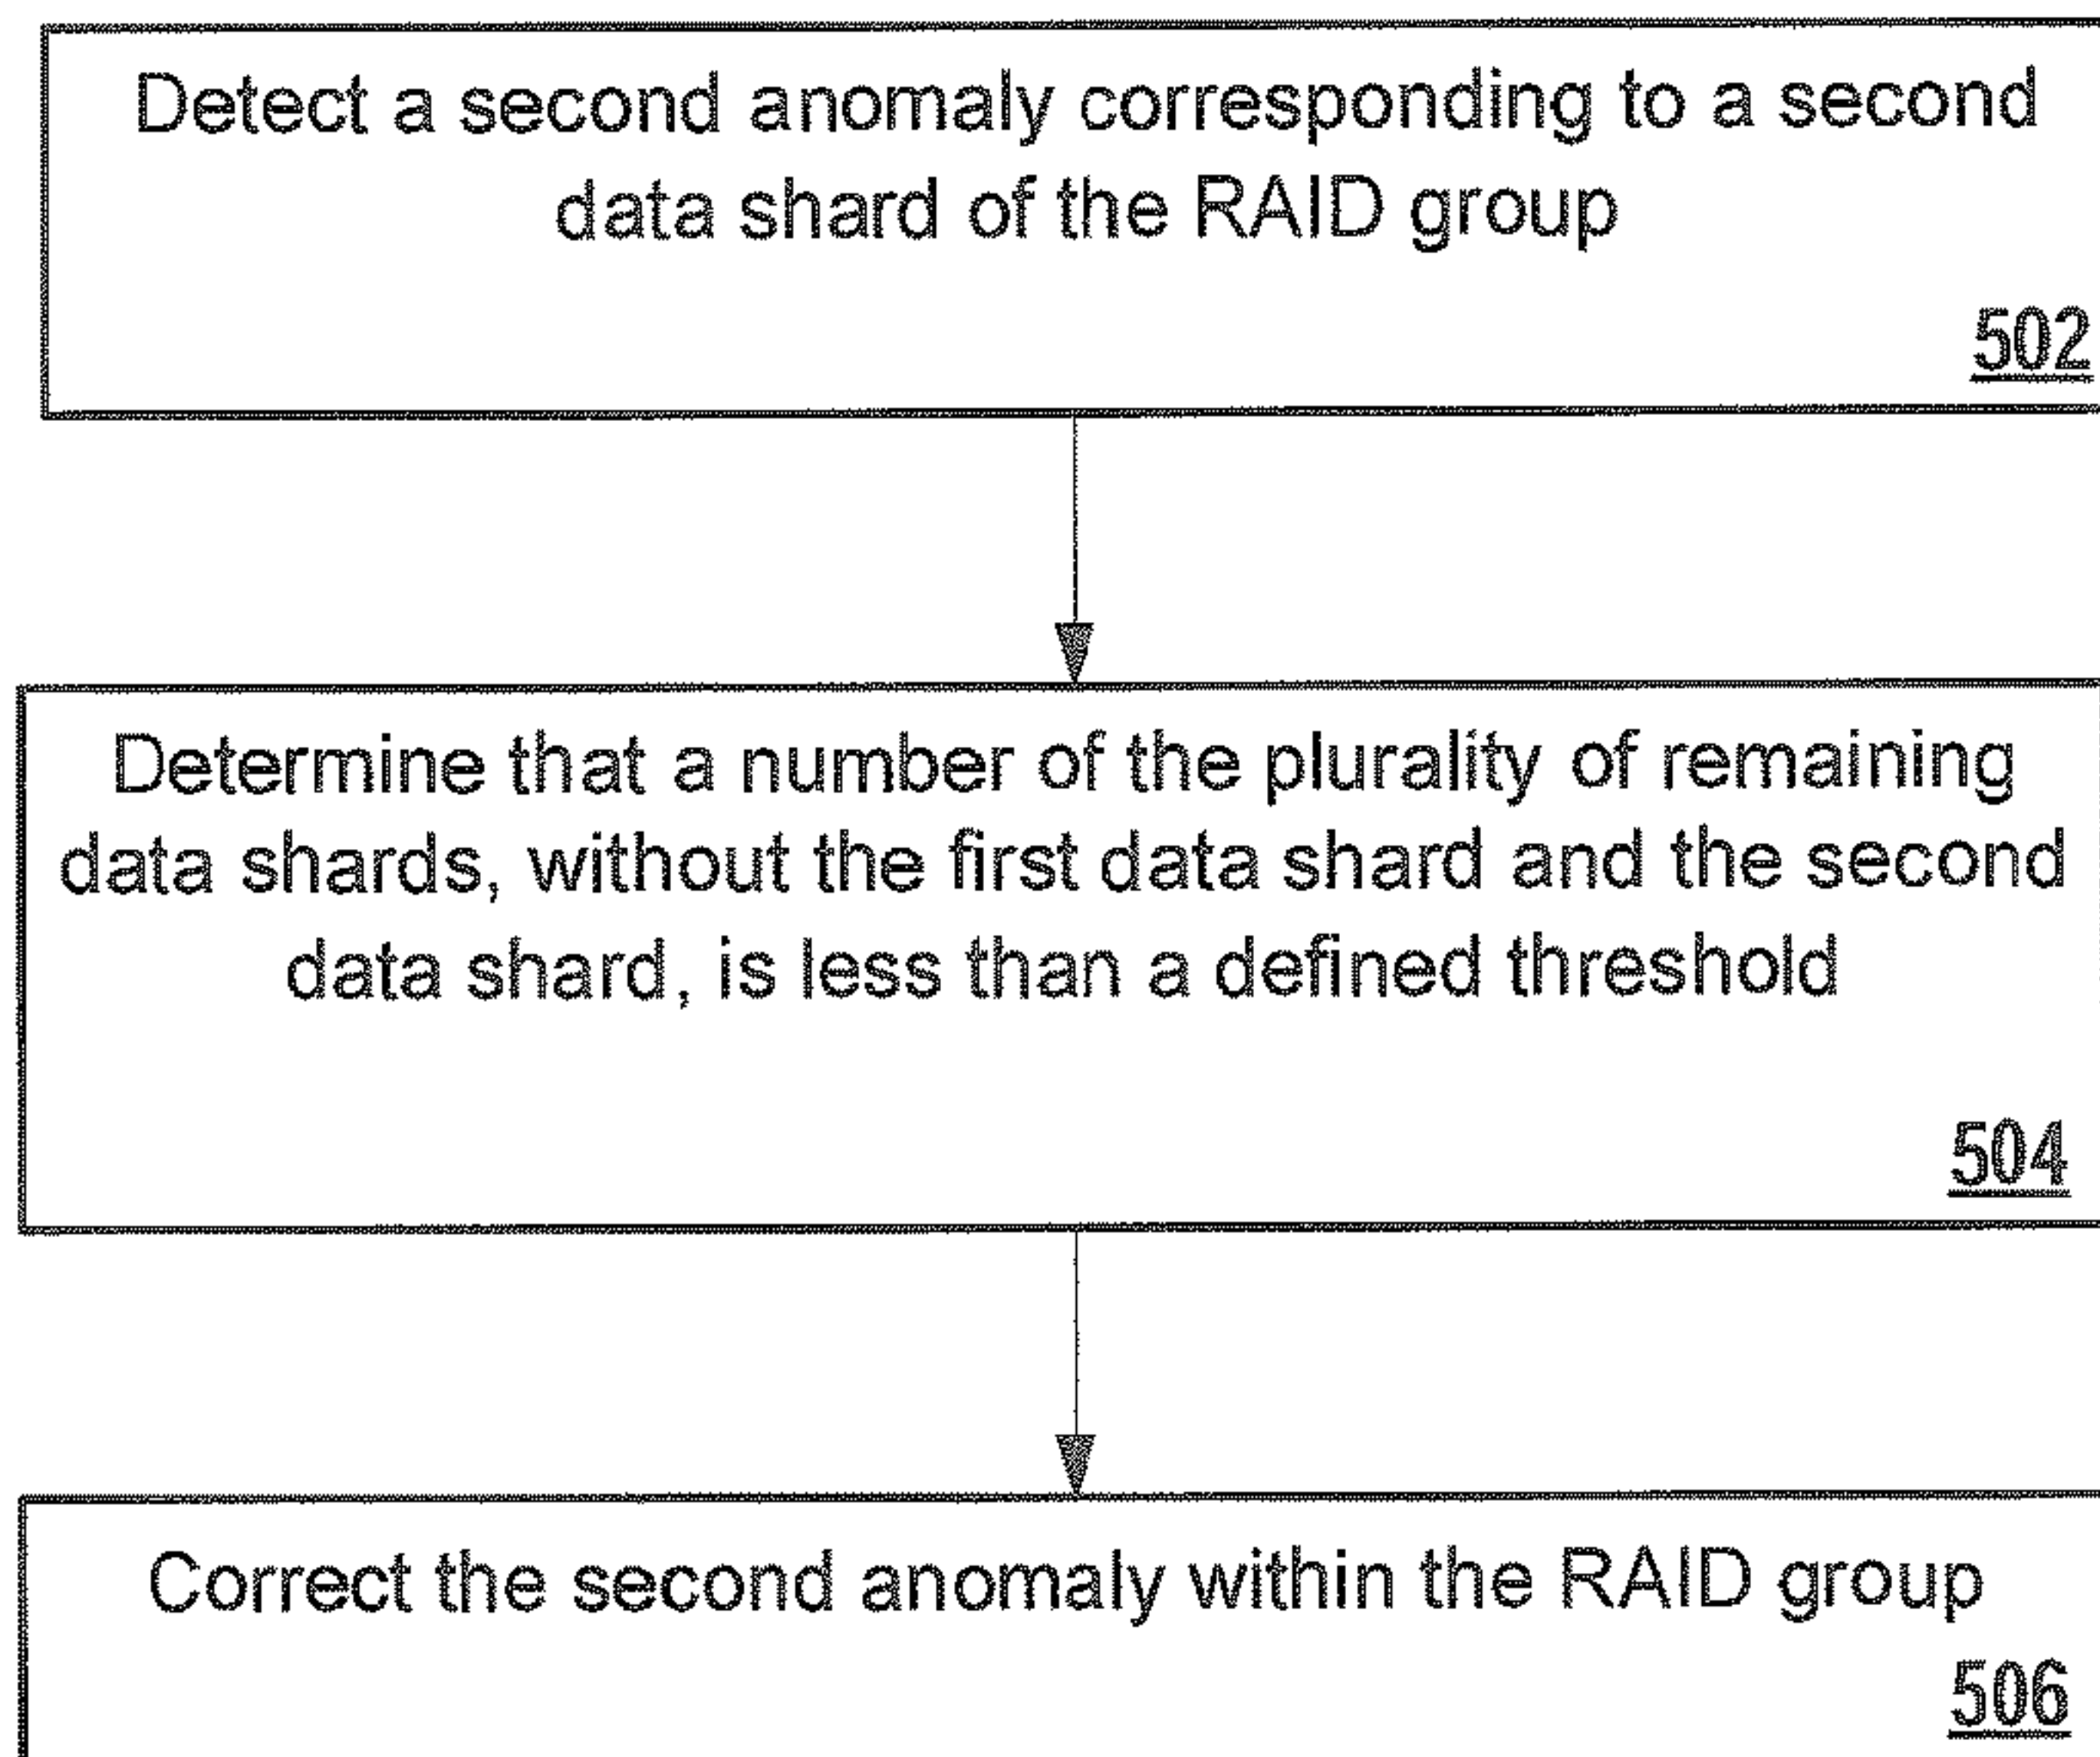 Detect a second anomaly corresponding to a second
data shard of the RAID group
502
Determine that a number of the plurality of remaining
data shards, without the first data shard and the second
data shard, is less than a defined threshold
504
Correct the second anomaly within the RAID group
506